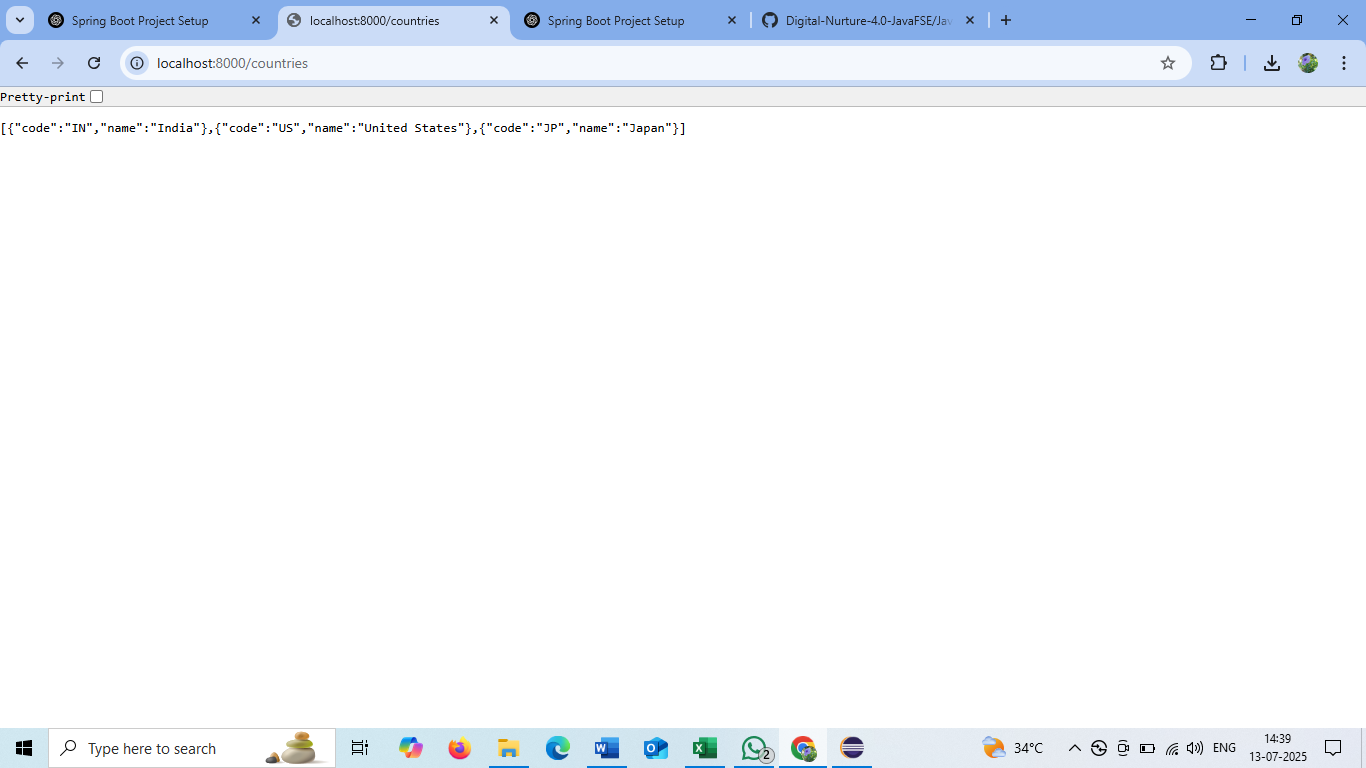 Spring Boot Project Setup
localhost:8000/countries
Spring Boot Project Setup
Digital-Nurture-4.0-JavaFSE/Jav
localhost:8000/countries
Pretty-print
[{"code":"IN","name":"India"},{"code":"US","name":"United States"},{"code":"JP","name":"Japan"}]
Type here to search
2
34°C
ENG
14:39
13-07-2025